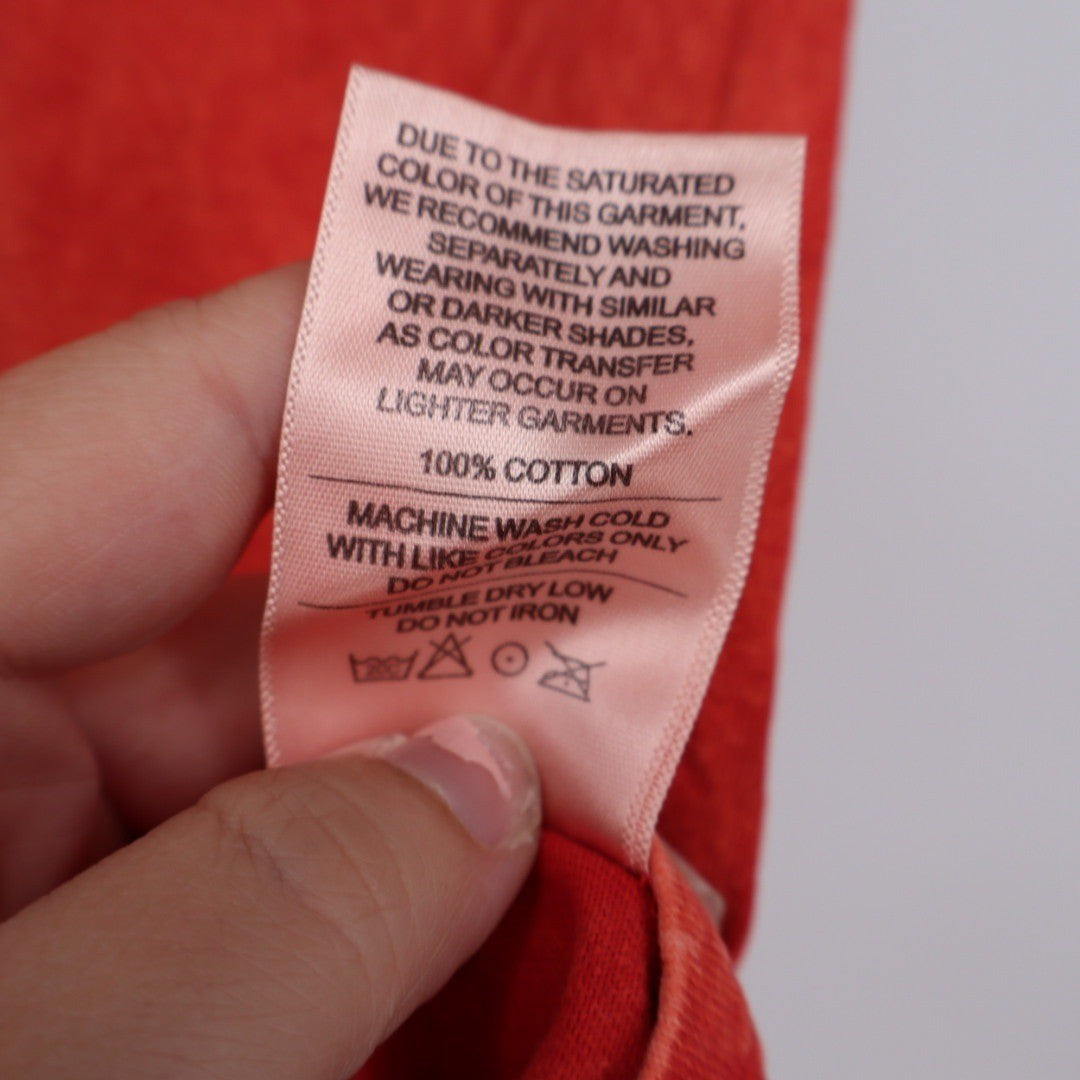 DUE TO THE SATURATED
COLOR OF THIS GARMENT,
WE RECOMMEND WASHING
SEPARATELY AND
WEARING WITH SIMILAR
OR DARKER SHADES,
AS COLOR TRANSFER
MAY OCCUR ON
LIGHTER GARMENTS.
100% COTTON
MACHINE WASH COLD
WITH LIKE COLORS ONLY
DO NOT BLEACH
TUMBLE DRY LOW
DO NOT IRON